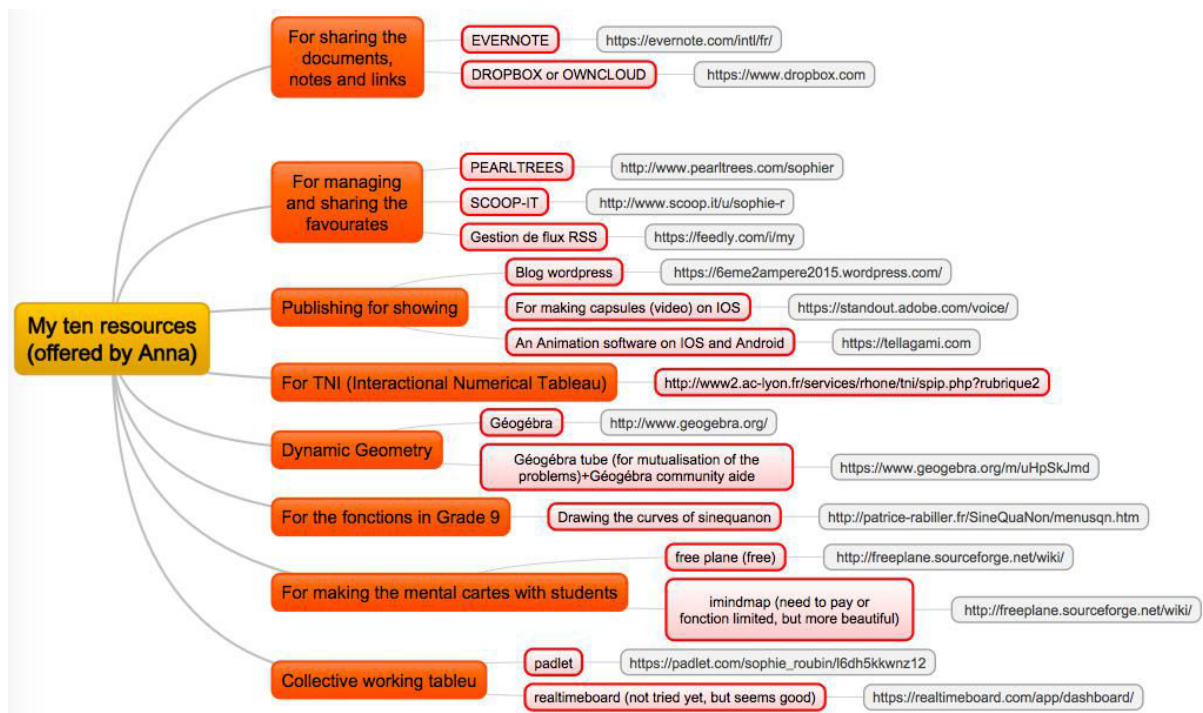 My ten resources
(offered by Anna)
For sharing the
documents,
notes and links
EVERNOTE
https://evernote.com/intl/fr/
DROPBOX or OWNCLOUD
https://www.dropbox.com
For managing
and sharing the
favourates
PEARLTREES
http://www.pearltrees.com/sophier
SCOOP-IT
http://www.scoop.it/u/sophie-r
Gestion de flux RSS
https://feedly.com/i/my
Publishing for showing
Blog wordpress
https://6eme2ampere2015.wordpress.com/
For making capsules (video) on IOS
https://standout.adobe.com/voice/
An Animation software on IOS and Android
https://tellagami.com
For TNI (Interactional Numerical Tableau)
http://www2.ac-lyon.fr/services/rhone/tni/spip.php?rubrique2
Dynamic Geometry
Géogébra
http://www.geogebra.org/
Géogébra tube (for mutualisation of the
problems)+Géogébra community aide
https://www.geogebra.org/m/uHpSkJmd
For the fonctions in Grade 9
Drawing the curves of sinequanon
http://patrice-rabiller.fr/SineQuaNon/menusqn.htm
For making the mental cartes with students
free plane (free)
http://freeplane.sourceforge.net/wiki/
imindmap (need to pay or
fonction limited, but more beautiful)
http://freeplane.sourceforge.net/wiki/
Collective working tableu
padlet
https://padlet.com/sophie_roubin/l6dh5kkwnz12
realtimeboard (not tried yet, but seems good)
https://realtimeboard.com/app/dashboard/